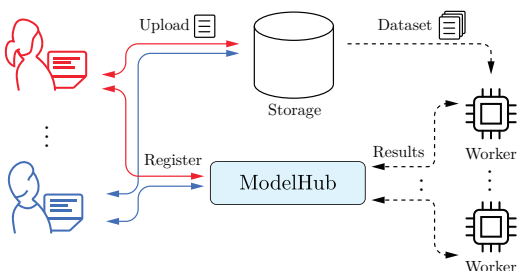 Upload
Dataset
Storage
Register
ModelHub
Results
Worker
Worker